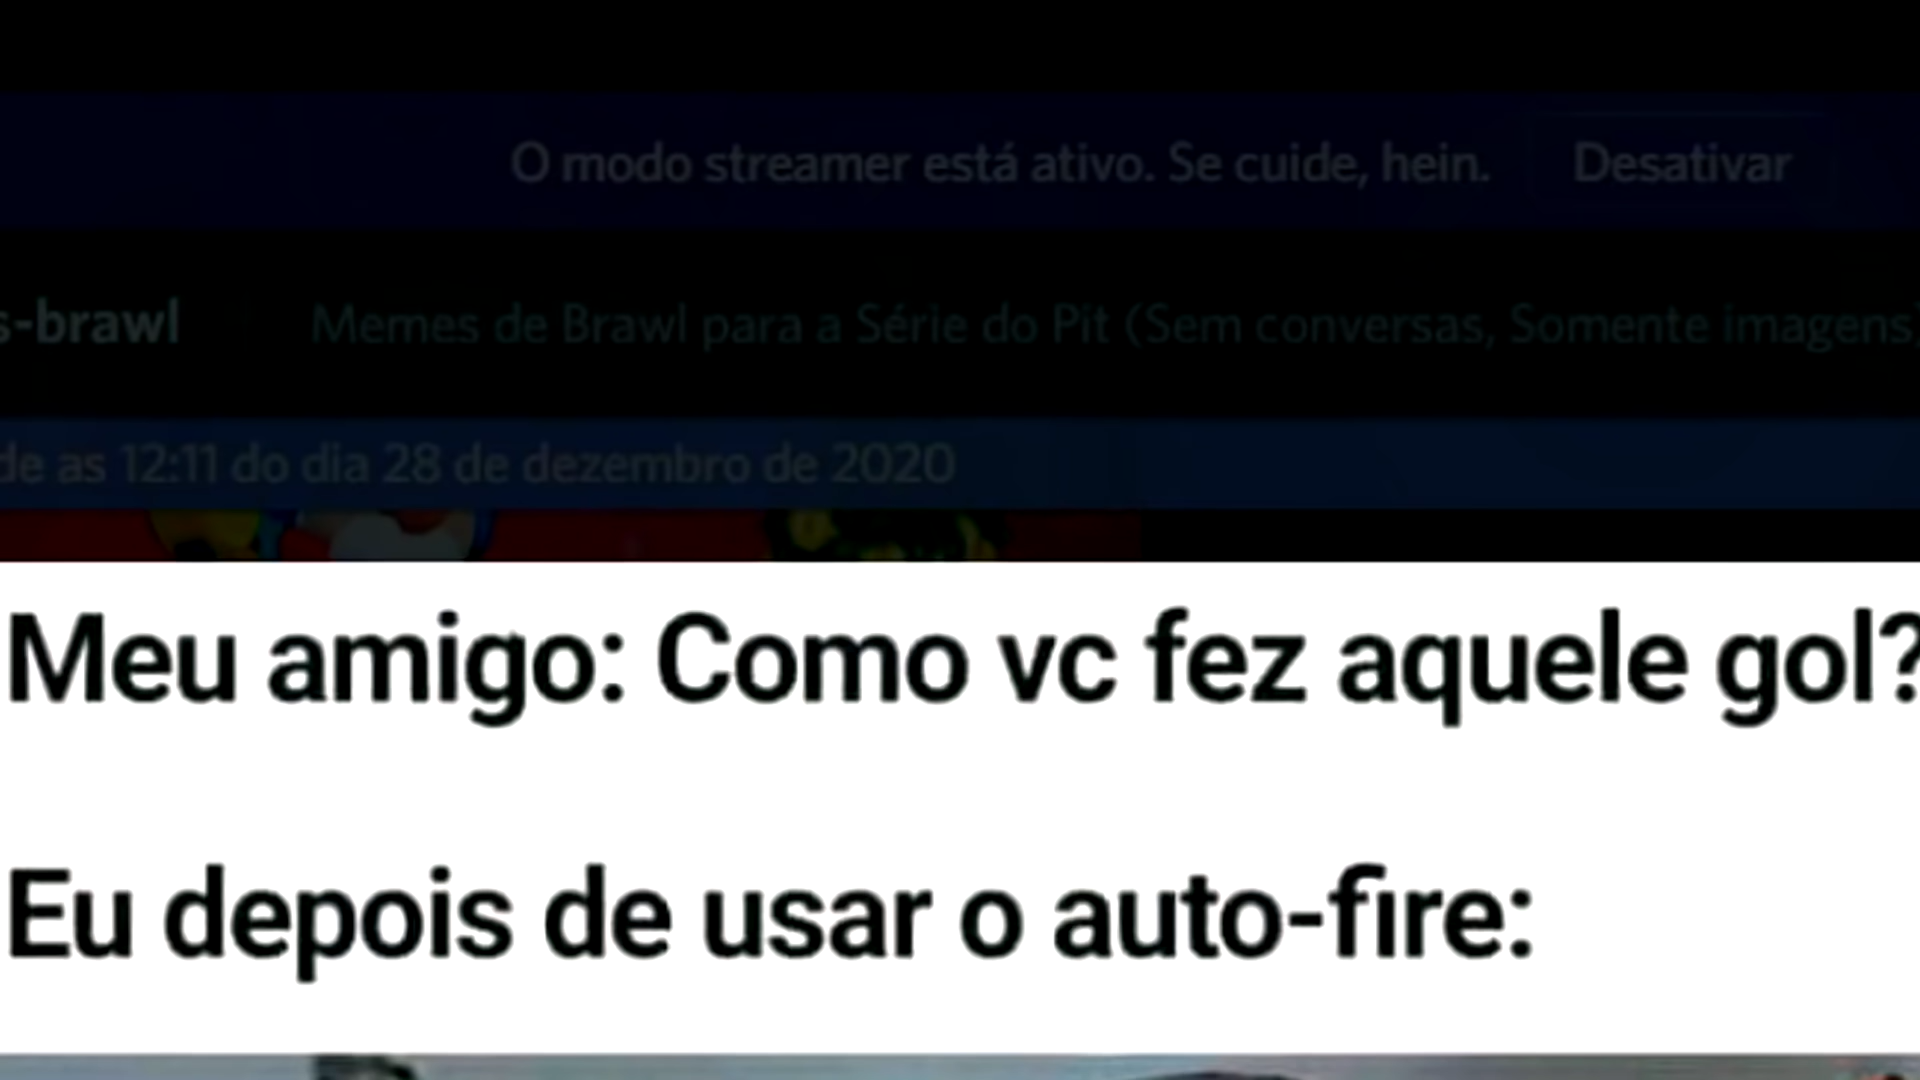 O modo streamer está ativo. Se cuide, hein. Desativar
s-brawl Memes de Brawl para a Série do Pit (Sem conversas, Somente imagens)
de as 12:11 do dia 28 de dezembro de 2020
Meu amigo: Como vc fez aquele gol?
Eu depois de usar o auto-fire: